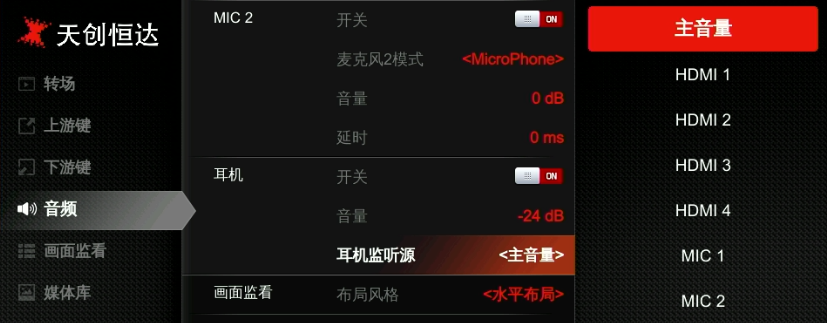 天创恒达
转场
上游键
下游键
音频
画面监看
媒体库
MIC 2
开关
ON
麦克风2模式
<MicroPhone>
音量
0 dB
延时
0 ms
耳机
开关
ON
音量
-24 dB
耳机监听源
<主音量>
画面监看
布局风格
<水平布局>
主音量
HDMI 1
HDMI 2
HDMI 3
HDMI 4
MIC 1
MIC 2